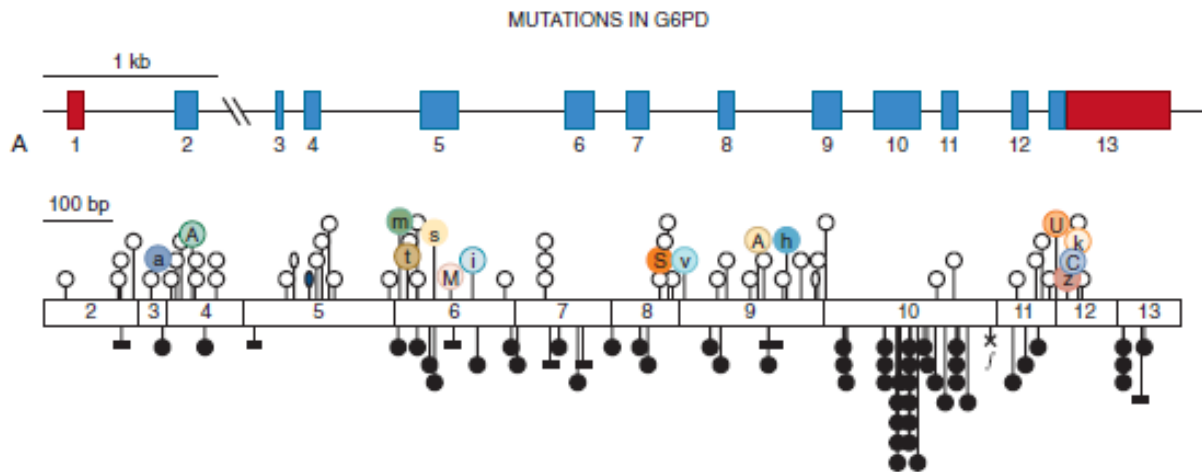 MUTATIONS IN G6PD
1 kb
A 1 2 3 4 5 6 7 8 9 10 11 12 13
100 bp
m U
A s A h k
a t S v C
M i z
2 3 4 5 6 7 8 9 10 11 12 13
x
f